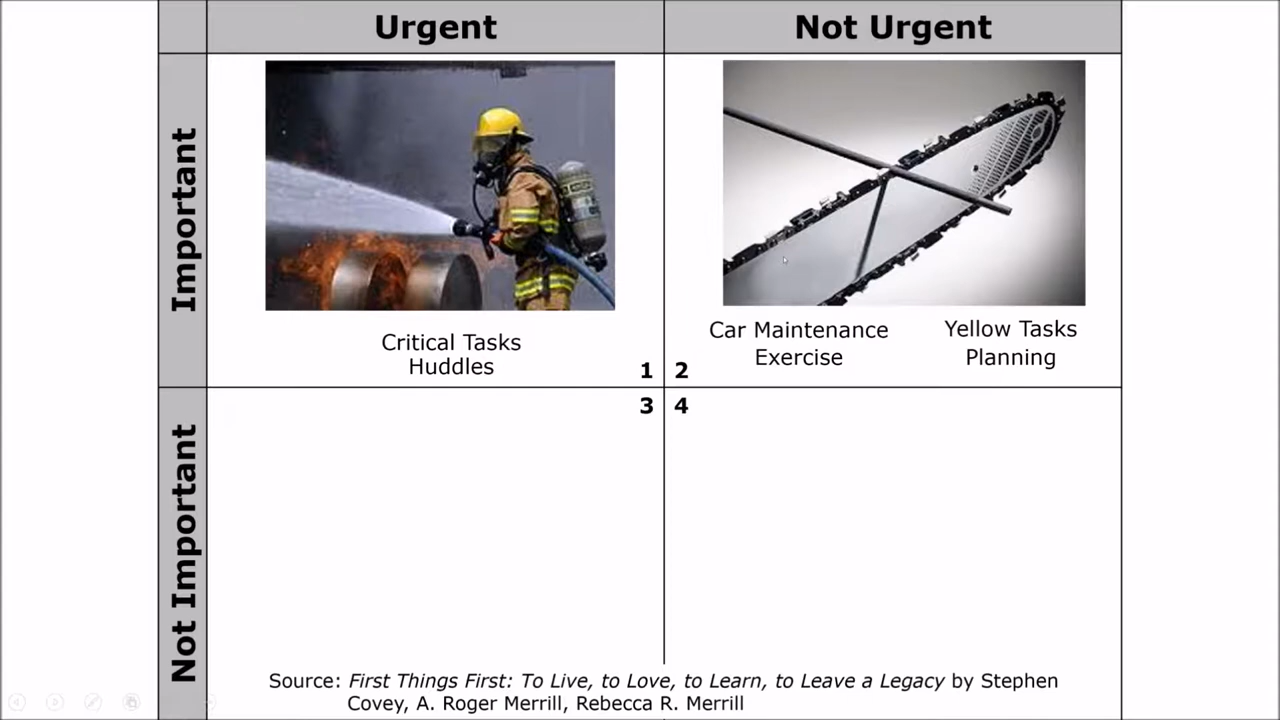 Urgent
Not Urgent
Important
Critical Tasks
Huddles
1
2
Car Maintenance
Exercise
Yellow Tasks
Planning
Not Important
3
4
Source: First Things First: To Live, to Love, to Learn, to Leave a Legacy by Stephen
Covey, A. Roger Merrill, Rebecca R. Merrill